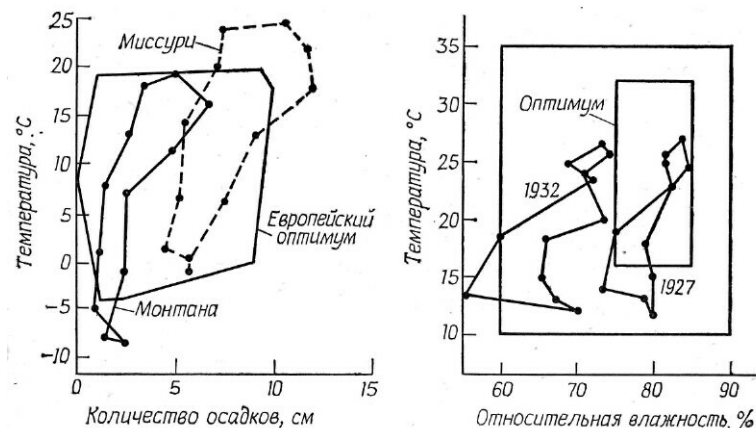 25
20
15
10
5
0
-5
-10
Температура, °С
Миссури
Европейский
оптимум
Монтана
0
5
10
15
Количество осадков, см
40
35
30
25
20
15
10
Температура, °С
Оптимум
1932
1927
60
70
80
90
Относительная влажность, %